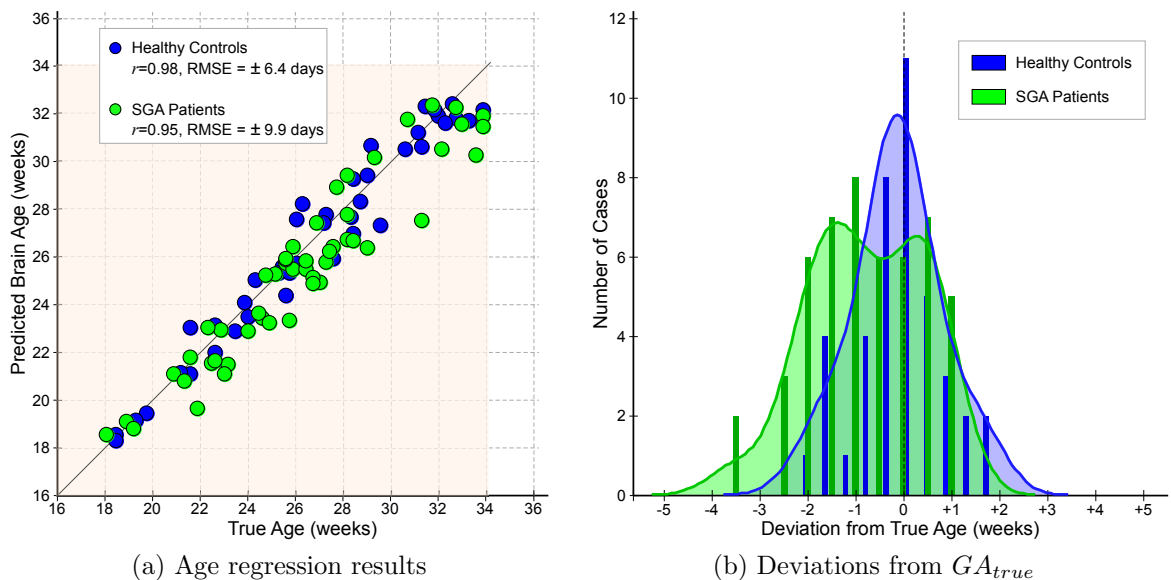 36
34
32
30
28
26
24
22
20
18
16
Predicted Brain Age (weeks)
Healthy Controls
r=0.98, RMSE = ± 6.4 days
SGA Patients
r=0.95, RMSE = ± 9.9 days
16 20 22 24 26 28 30 32 34 36
True Age (weeks)
(a) Age regression results
12
10
8
6
4
2
0
Number of Cases
Healthy Controls
SGA Patients
-5 -4 -3 -2 -1 0 +1 +2 +3 +4 +5
Deviation from True Age (weeks)
(b) Deviations from GAtrue